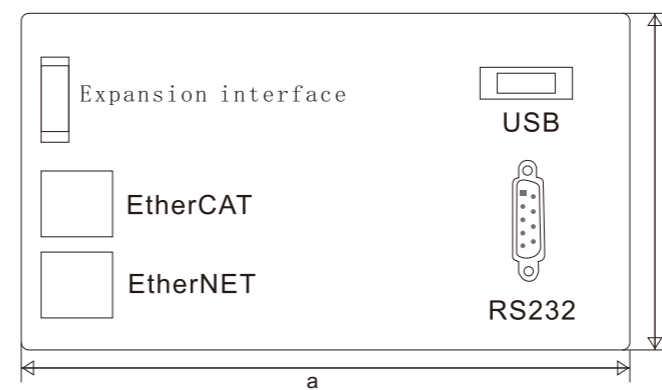 Expansion interface
USB
EtherCAT
EtherNET
RS232
a